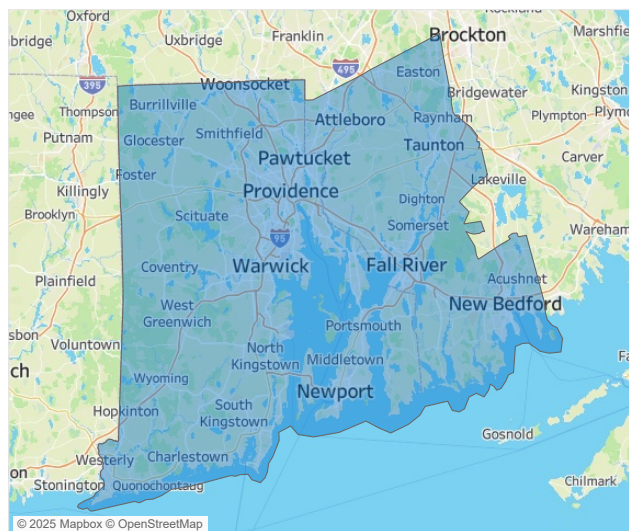 Oxford
Rockland
Franklin
Brockton
Marshfie
bridge
Uxbridge
495
Easton
395
Woonsocket
Bridgewater
Kingston
Thompson
Burrillville
Attleboro
Raynham
Plympton
Plymo
Putnam
Glocester
Smithfield
Taunton
Pawtucket
Carver
Killingly
Foster
Providence
Lakeville
Brooklyn
Scituate
Dighton
Somerset
Wareham
95
Plainfield
Coventry
Warwick
Fall River
Acushnet
West
Greenwich
New Bedford
sbon
Voluntown
Portsmouth
North
Kingstown
Middletown
Fa
ch
Wyoming
Newport
Hopkinton
South
Kingstown
Gosnold
on
Westerly
Charlestown
Stonington
Quonochontaug
Chilmark
© 2025 Mapbox © OpenStreetMap